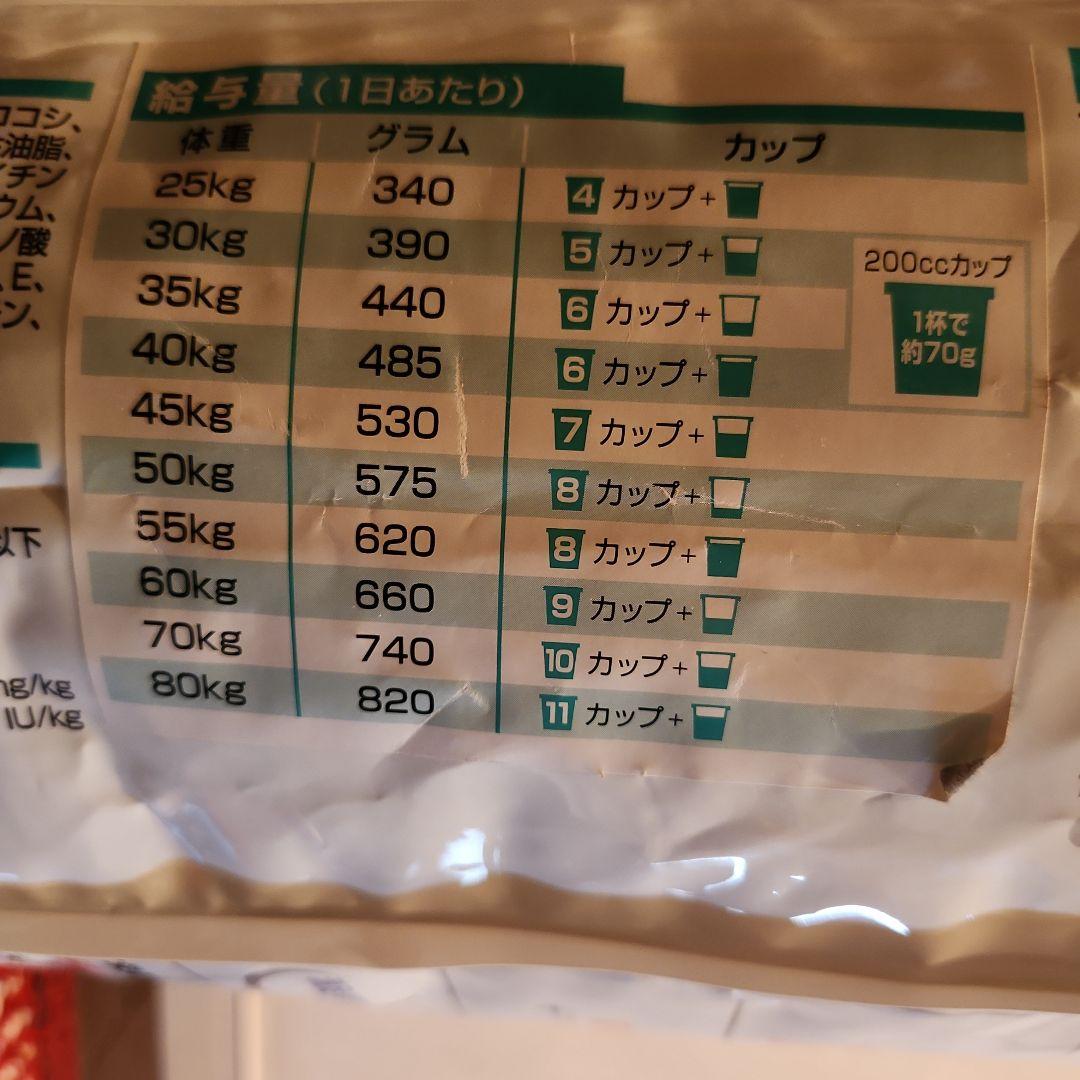 ココシ、
油脂、
チン
ウム、
ノ酸
E、
ン、
以下
mg/kg
IU/kg
給与量(1日あたり)
体重 グラム カップ
25kg 340 4 カップ+
30kg 390 5 カップ+
35kg 440 6 カップ+
40kg 485 6 カップ+
45kg 530 7 カップ+
50kg 575 8 カップ+
55kg 620 8 カップ+
60kg 660 9 カップ+
70kg 740 10 カップ+
80kg 820 11 カップ+
200ccカップ
1杯で
約70g